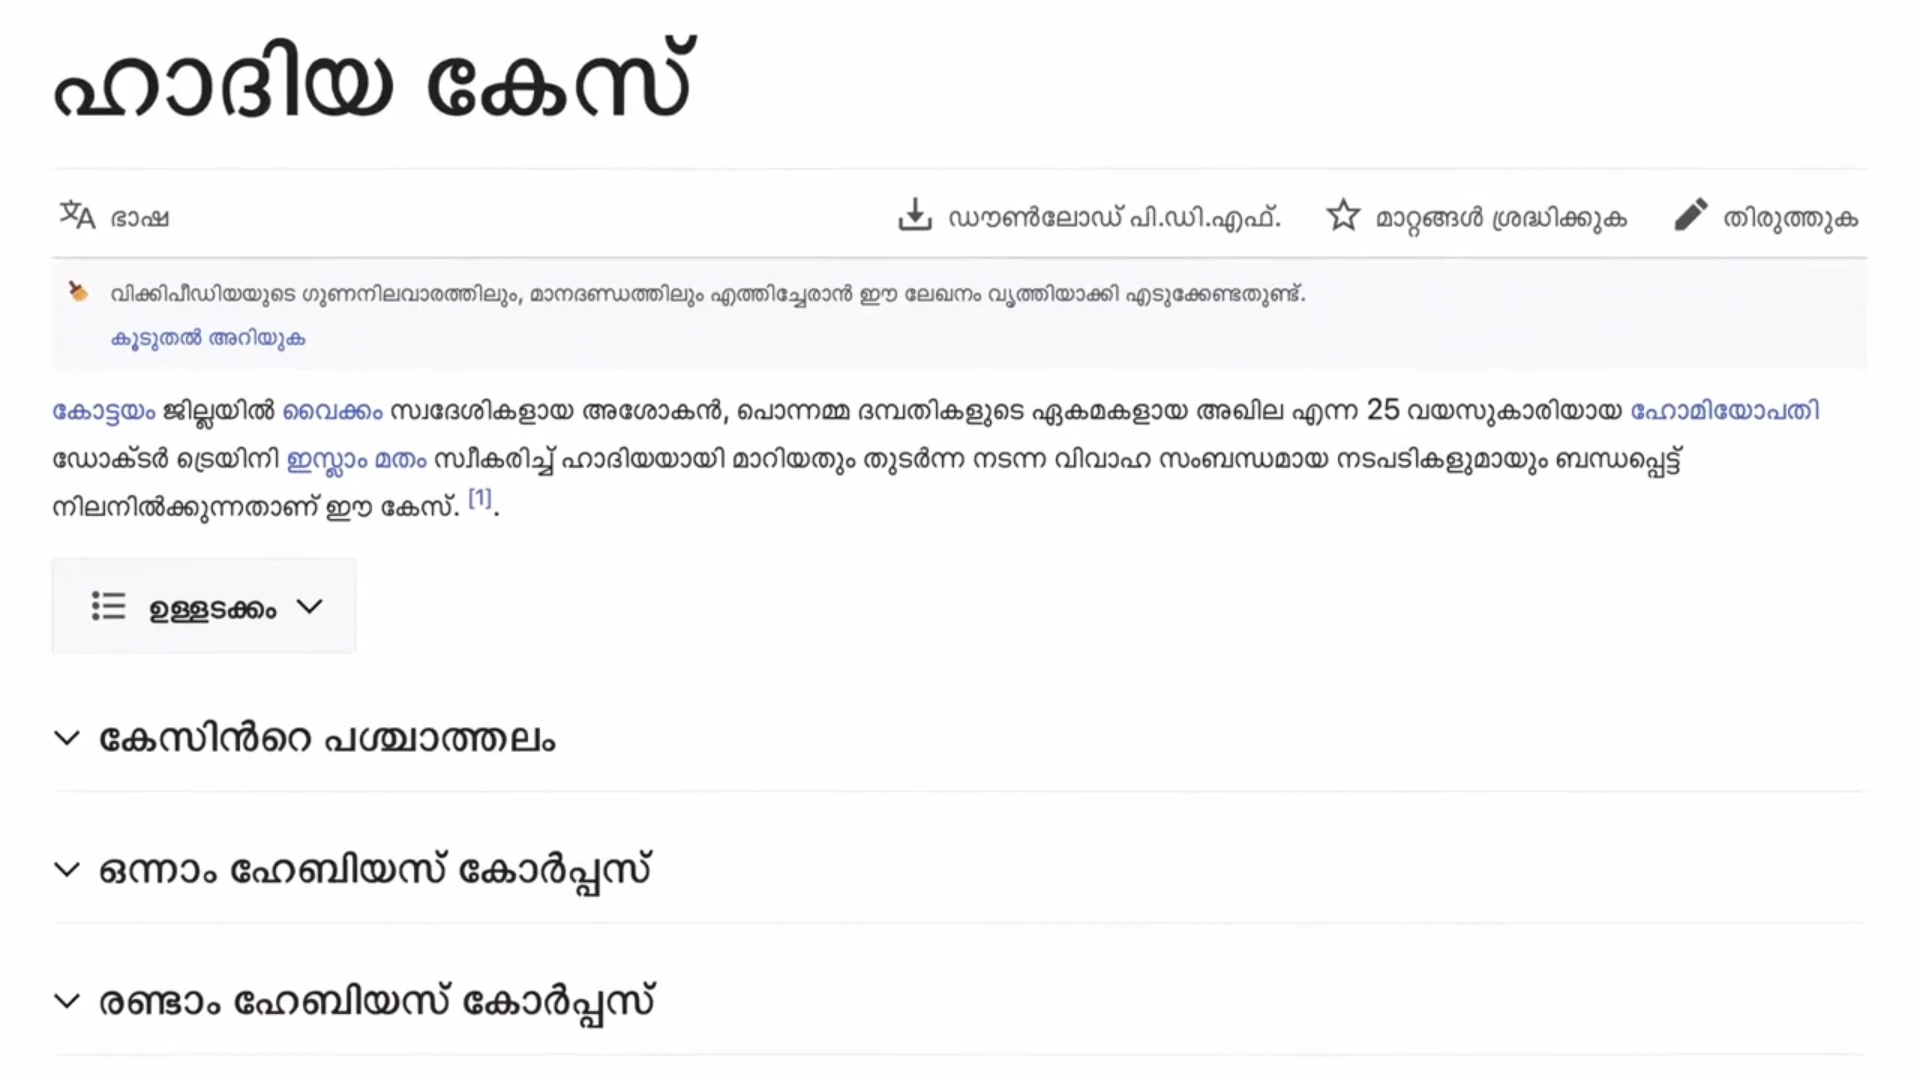 ഹാദിയ കേസ്
ഭാഷ
ഡൗൺലോഡ് പി.ഡി.എഫ്.
മാറ്റങ്ങൾ ശ്രദ്ധിക്കുക
തിരുത്തുക
വിക്കിപീഡിയയുടെ ഗുണനിലവാരത്തിലും, മാനദണ്ഡത്തിലും എത്തിച്ചേരാൻ ഈ ലേഖനം വൃത്തിയാക്കി എടുക്കേണ്ടതുണ്ട്.
കൂടുതൽ അറിയുക
കോട്ടയം ജില്ലയിൽ വൈക്കം സ്വദേശികളായ അശോകൻ, പൊന്നമ്മ ദമ്പതികളുടെ ഏകമകളായ അഖില എന്ന 25 വയസുകാരിയായ ഹോമിയോപതി
ഡോക്ടർ ട്രെയിനി ഇസ്ലാം മതം സ്വീകരിച്ച് ഹാദിയയായി മാറിയതും തുടർന്ന നടന്ന വിവാഹ സംബന്ധമായ നടപടികളുമായും ബന്ധപ്പെട്ട്
നിലനിൽക്കുന്നതാണ് ഈ കേസ്. [1].
ഉള്ളടക്കം
കേസിൻറെ പശ്ചാത്തലം
ഒന്നാം ഹേബിയസ് കോർപ്പസ്
രണ്ടാം ഹേബിയസ് കോർപ്പസ്